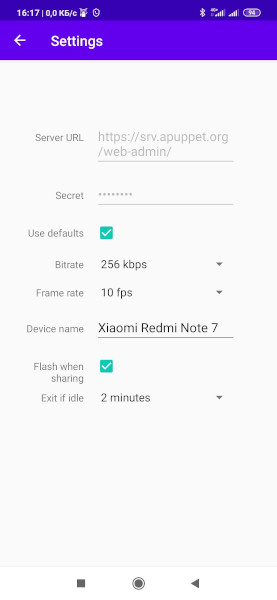 16:17 | 0,0 КБ/с
94
Settings
Server URL
https://srv.apuppet.org
/web-admin/
Secret
••••••••
Use defaults
Bitrate
256 kbps
Frame rate
10 fps
Device name
Xiaomi Redmi Note 7
Flash when
sharing
Exit if idle
2 minutes